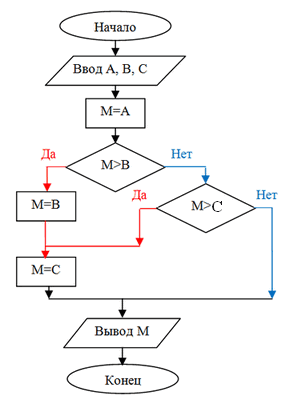 Начало
Ввод A, B, C
M=A
Да
M>B
Нет
M=B
Да
M>C
Нет
M=C
Вывод M
Конец